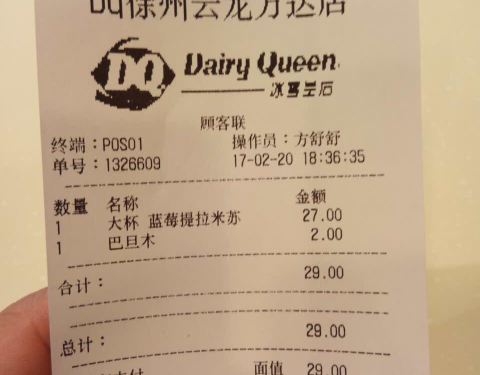 DQ徐州云龙万达店
DQ Dairy Queen.
冰雪皇后
顾客联
终端：POS01 操作员：方舒舒
单号：1326609 17-02-20 18:36:35
数量 名称 金额
1 大杯 蓝莓提拉米苏 27.00
1 巴旦木 2.00
合计： 29.00
总计： 29.00
支付 面值 29.00